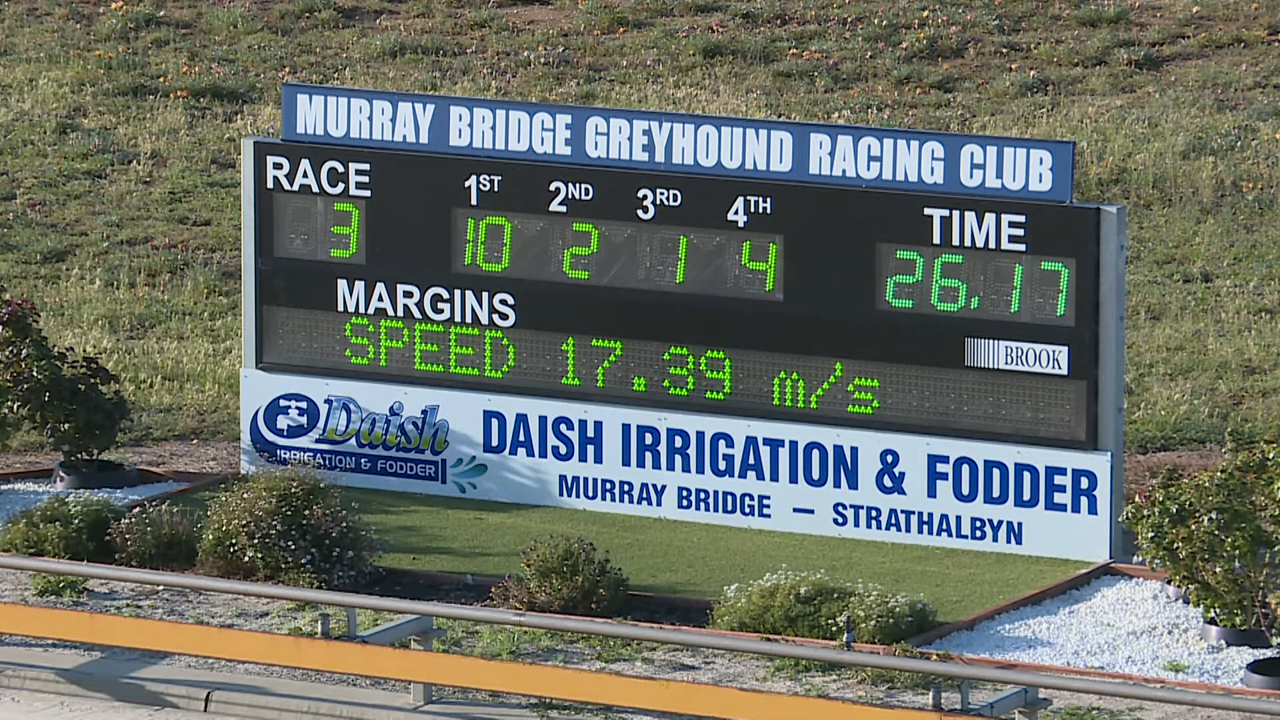 MURRAY BRIDGE GREYHOUND RACING CLUB
RACE 1ST 2ND 3RD 4TH TIME
3 10 2 1 4 26.17
MARGINS
SPEED 17.39 m/s
BROOK
Daish
IRRIGATION & FODDER
DAISH IRRIGATION & FODDER
MURRAY BRIDGE — STRATHALBYN